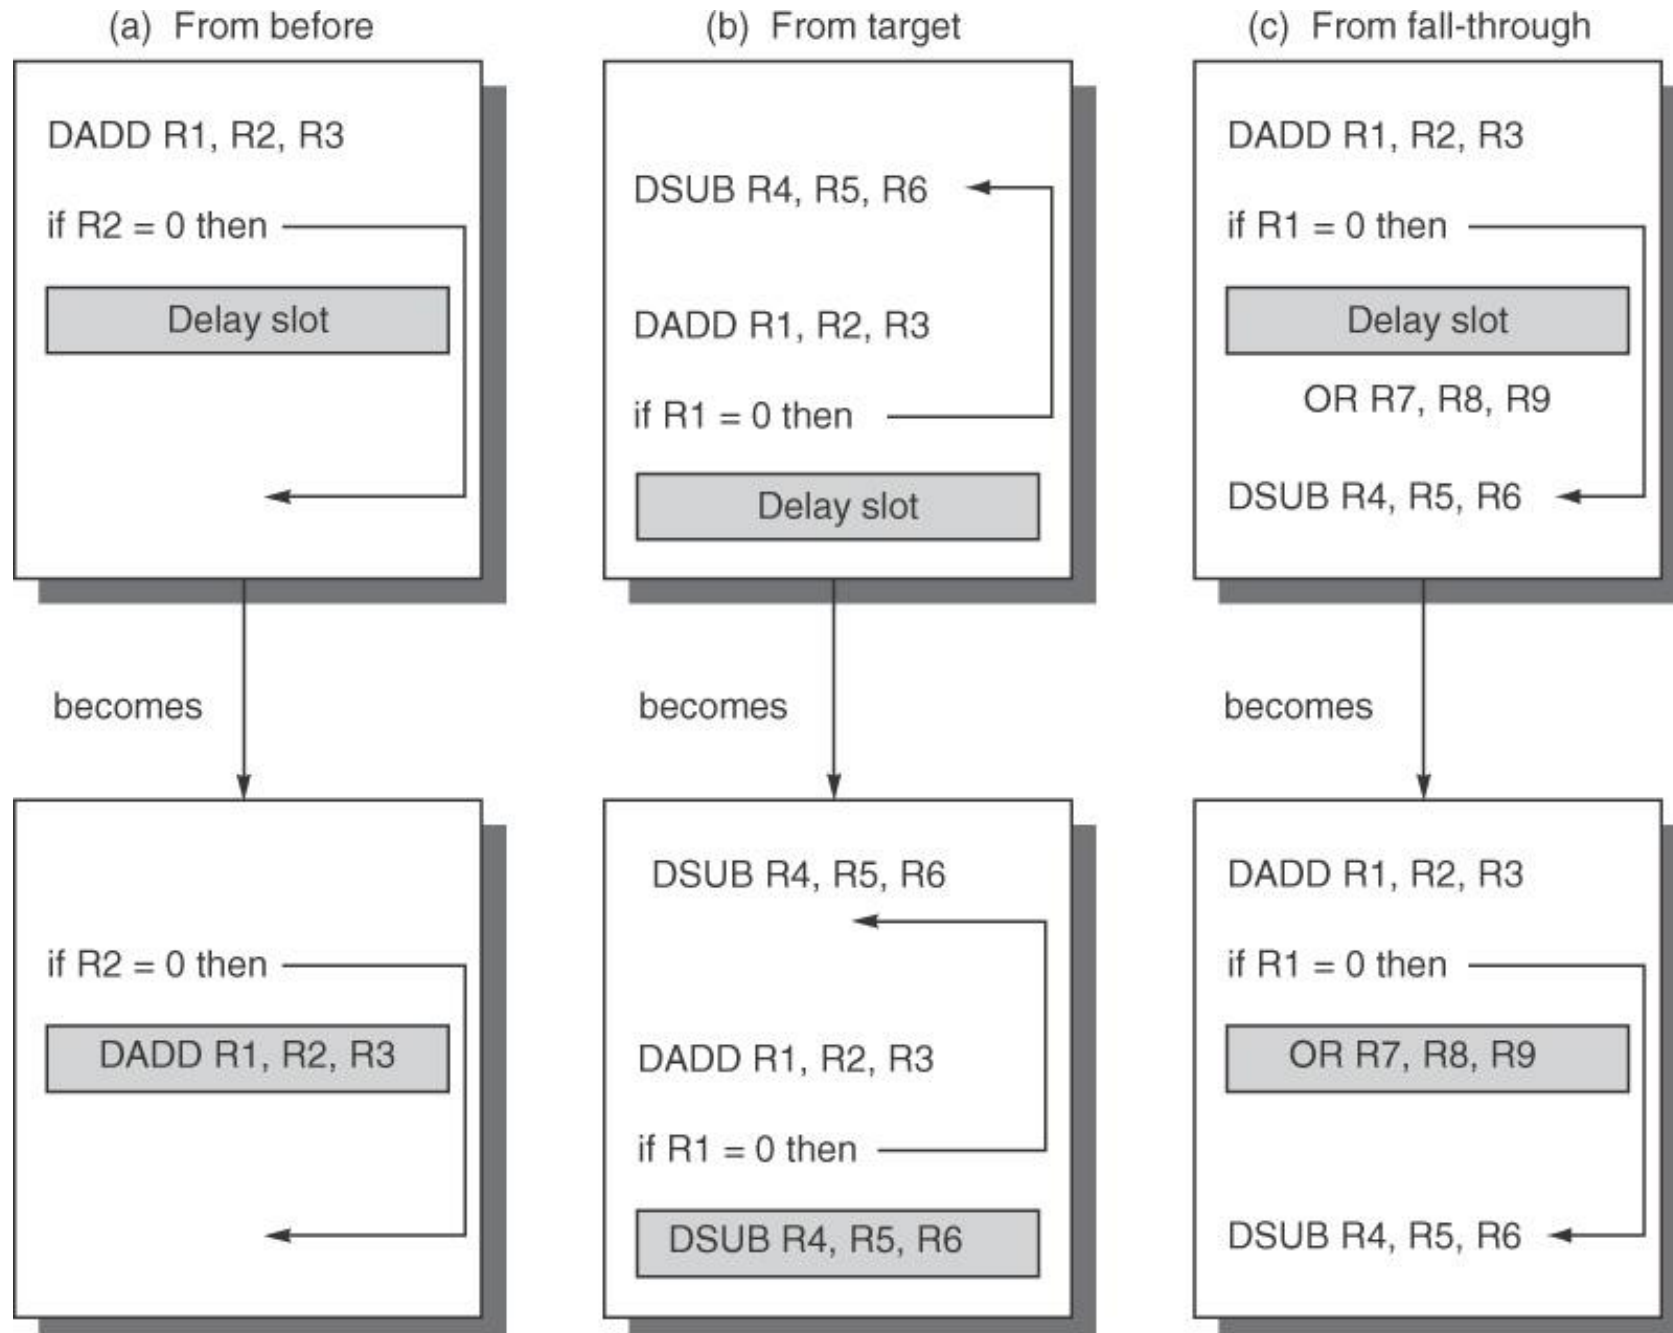 (a) From before
DADD R1, R2, R3
if R2 = 0 then
Delay slot
becomes
if R2 = 0 then
DADD R1, R2, R3
(b) From target
DSUB R4, R5, R6
DADD R1, R2, R3
if R1 = 0 then
Delay slot
becomes
DSUB R4, R5, R6
DADD R1, R2, R3
if R1 = 0 then
DSUB R4, R5, R6
(c) From fall-through
DADD R1, R2, R3
if R1 = 0 then
Delay slot
OR R7, R8, R9
DSUB R4, R5, R6
becomes
DADD R1, R2, R3
if R1 = 0 then
OR R7, R8, R9
DSUB R4, R5, R6